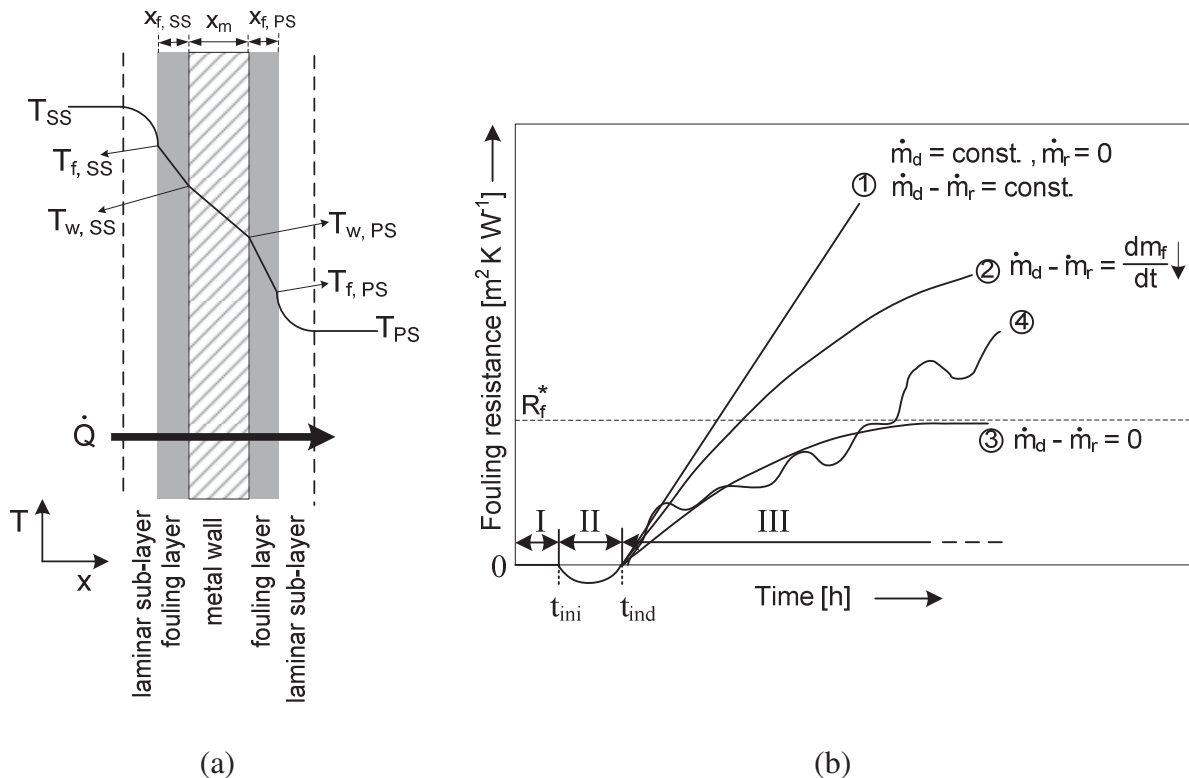 x_f, SS x_m x_f, PS
T_SS
T_f, SS
T_w, SS
T_w, PS
T_f, PS
T_PS
Q̇
T
x
laminar sub-layer
fouling layer
metal wall
fouling layer
laminar sub-layer
(a)
Fouling resistance [m² K W⁻¹]
ṁ_d = const. , ṁ_r = 0
① ṁ_d - ṁ_r = const.
② ṁ_d - ṁ_r = dm_f/dt ↓
④
R_f^*
③ ṁ_d - ṁ_r = 0
I II III
0
t_ini t_ind
Time [h]
(b)